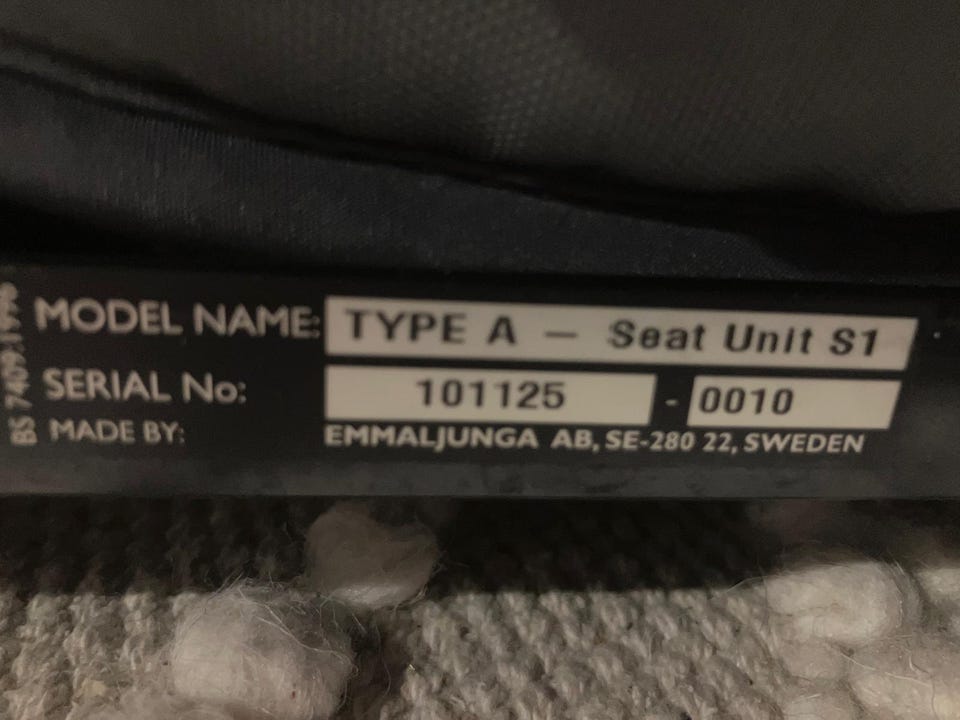 MODEL NAME: TYPE A — Seat Unit S1
SERIAL No: 101125 - 0010
MADE BY: EMMALJUNGA AB, SE-280 22, SWEDEN
BS 7409:1996